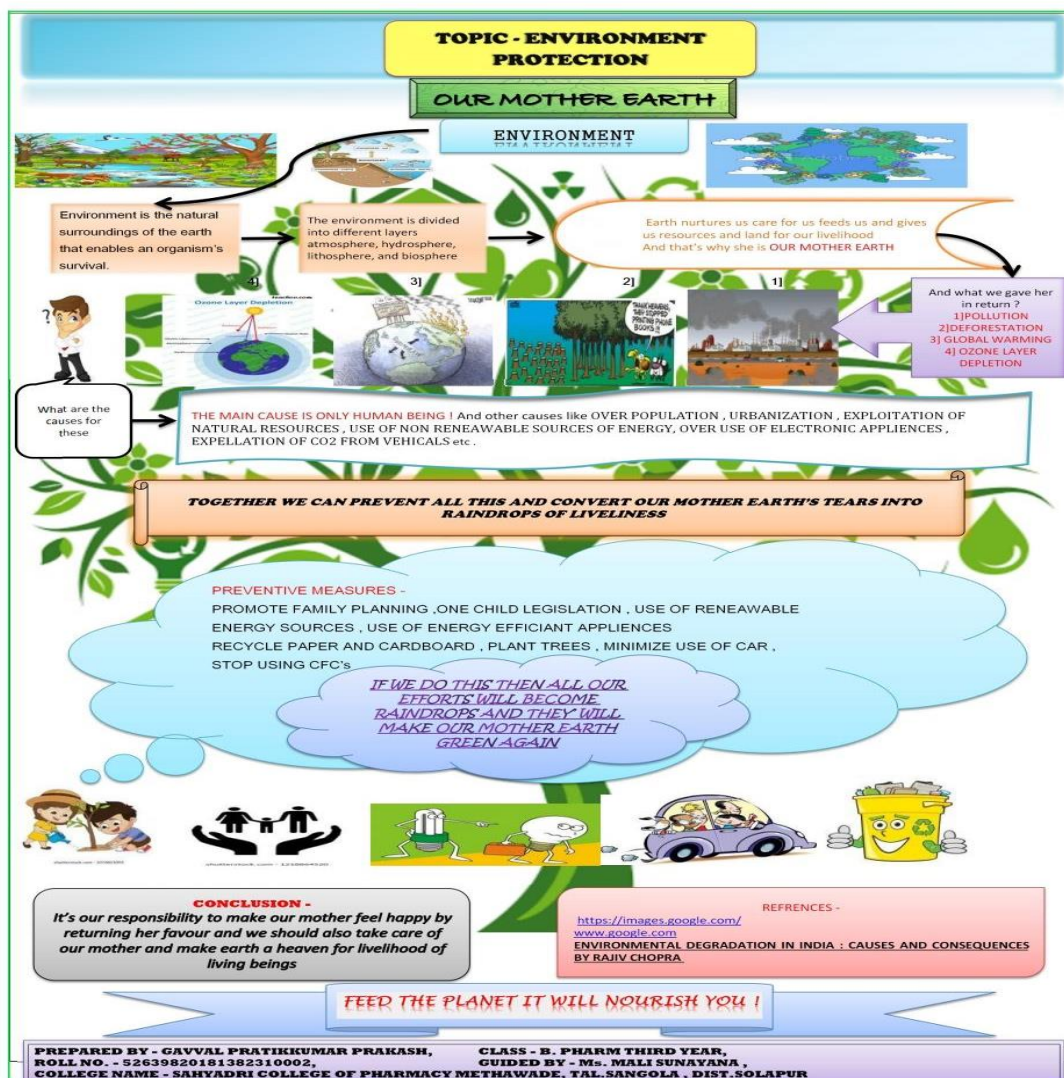 TOPIC - ENVIRONMENT
PROTECTION
OUR MOTHER EARTH
ENVIRONMENT
Environment is the natural
surroundings of the earth
that enables an organism's
survival.
The environment is divided
into different layers
atmosphere, hydrosphere,
lithosphere, and biosphere
Earth nurtures us care for us feeds us and gives
us resources and land for our livelihood
And that's why she is OUR MOTHER EARTH
And what we gave her
in return ?
1]POLLUTION
2]DEFORESTATION
3] GLOBAL WARMING
4] OZONE LAYER
DEPLETION
1]
2]
THANK HEAVENS,
THEY STOPPED
PRINTING PHONE
BOOKS!!
3]
4]
Ozone Layer Depletion
?
What are the
causes for
these
THE MAIN CAUSE IS ONLY HUMAN BEING ! And other causes like OVER POPULATION , URBANIZATION , EXPLOITATION OF
NATURAL RESOURCES , USE OF NON RENEAWABLE SOURCES OF ENERGY, OVER USE OF ELECTRONIC APPLIENCES ,
EXPELLATION OF CO2 FROM VEHICALS etc .
TOGETHER WE CAN PREVENT ALL THIS AND CONVERT OUR MOTHER EARTH'S TEARS INTO
RAINDROPS OF LIVELINESS
PREVENTIVE MEASURES -
PROMOTE FAMILY PLANNING ,ONE CHILD LEGISLATION , USE OF RENEAWABLE
ENERGY SOURCES , USE OF ENERGY EFFICIANT APPLIENCES
RECYCLE PAPER AND CARDBOARD , PLANT TREES , MINIMIZE USE OF CAR ,
STOP USING CFC's
IF WE DO THIS THEN ALL OUR
EFFORTS WILL BECOME
RAINDROPS AND THEY WILL
MAKE OUR MOTHER EARTH
GREEN AGAIN
CONCLUSION -
It's our responsibility to make our mother feel happy by
returning her favour and we should also take care of
our mother and make earth a heaven for livelihood of
living beings
REFRENCES -
https://images.google.com/
www.google.com
ENVIRONMENTAL DEGRADATION IN INDIA : CAUSES AND CONSEQUENCES
BY RAJIV CHOPRA
FEED THE PLANET IT WILL NOURISH YOU !
PREPARED BY - GAVVAL PRATIKKUMAR PRAKASH, CLASS - B. PHARM THIRD YEAR,
ROLL NO. - 52639820181382310002, GUIDED BY - Ms. MALI SUNAYANA ,
COLLEGE NAME - SAHYADRI COLLEGE OF PHARMACY METHAWADE, TAL.SANGOLA , DIST.SOLAPUR